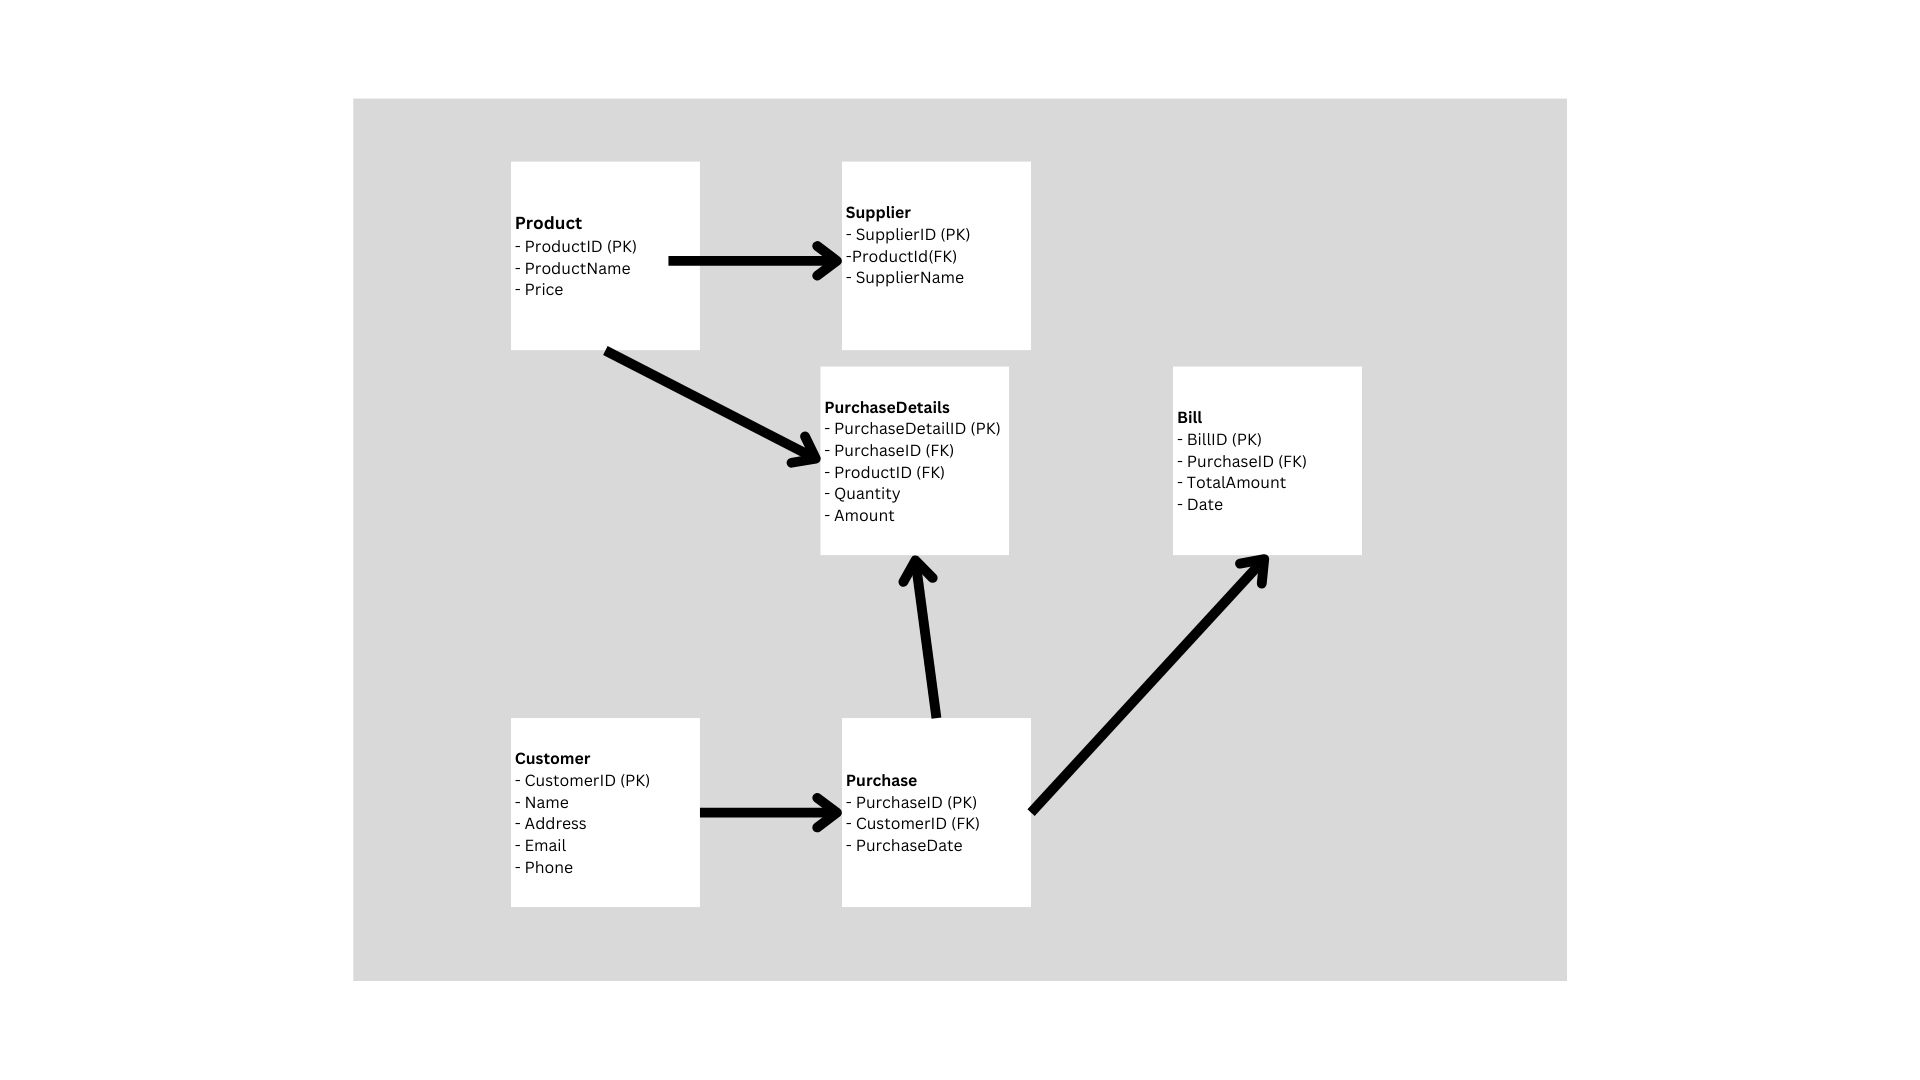 Product
- ProductID (PK)
- ProductName
- Price
Supplier
- SupplierID (PK)
-ProductId(FK)
- SupplierName
PurchaseDetails
- PurchaseDetailID (PK)
- PurchaseID (FK)
- ProductID (FK)
- Quantity
- Amount
Bill
- BillID (PK)
- PurchaseID (FK)
- TotalAmount
- Date
Customer
- CustomerID (PK)
- Name
- Address
- Email
- Phone
Purchase
- PurchaseID (PK)
- CustomerID (FK)
- PurchaseDate